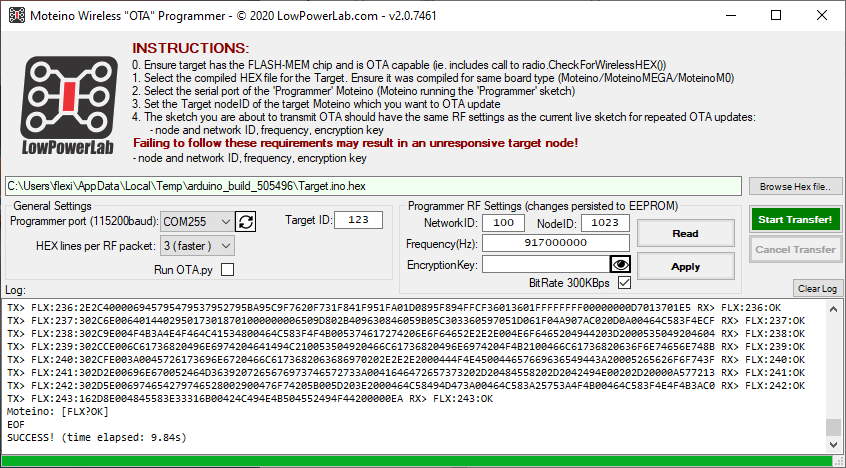 Moteino Wireless "OTA" Programmer - © 2020 LowPowerLab.com - v2.0.7461
LowPowerLab
INSTRUCTIONS:
0. Ensure target has the FLASH-MEM chip and is OTA capable (ie. includes call to radio.CheckForWirelessHEX())
1. Select the compiled HEX file for the Target. Ensure it was compiled for same board type (Moteino/MoteinoMEGA/MoteinoM0)
2. Select the serial port of the 'Programmer' Moteino (Moteino running the 'Programmer' sketch)
3. Set the Target nodeID of the target Moteino which you want to OTA update
4. The sketch you are about to transmit OTA should have the same RF settings as the current live sketch for repeated OTA updates:
- node and network ID, frequency, encryption key
Failing to follow these requirements may result in an unresponsive target node!
- node and network ID, frequency, encryption key
C:\Users\flexi\AppData\Local\Temp\arduino_build_505496\Target.ino.hex
Browse Hex file..
General Settings
Programmer port (115200baud): COM255
Target ID: 123
HEX lines per RF packet: 3 ( faster )
Run OTA.py
Programmer RF Settings (changes persisted to EEPROM)
NetworkID: 100 NodeID: 1023
Frequency(Hz): 917000000
EncryptionKey:
BitRate 300KBps
Read
Apply
Start Transfer!
Cancel Transfer
Log:
Clear Log
TX> FLX:236: RX> FLX:236:OK
TX> FLX:237: RX> FLX:237:OK
TX> FLX:238: RX> FLX:238:OK
TX> FLX:239: RX> FLX:239:OK
TX> FLX:240: RX> FLX:240:OK
TX> FLX:241: RX> FLX:241:OK
TX> FLX:242: RX> FLX:242:OK
TX> FLX:243:162D8E004845583E33316B00424C494E4B504552494F44200000EA RX> FLX:243:OK
Moteino: [FLX?OK]
EOF
SUCCESS! (time elapsed: 9.84s)